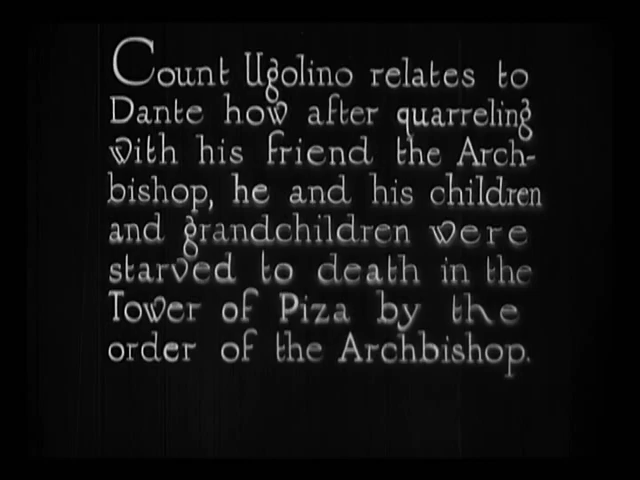 Count Ugolino relates to
Dante how after quarreling
with his friend the Arch-
bishop, he and his children
and grandchildren were
starved to death in the
Tower of Piza by the
order of the Archbishop.